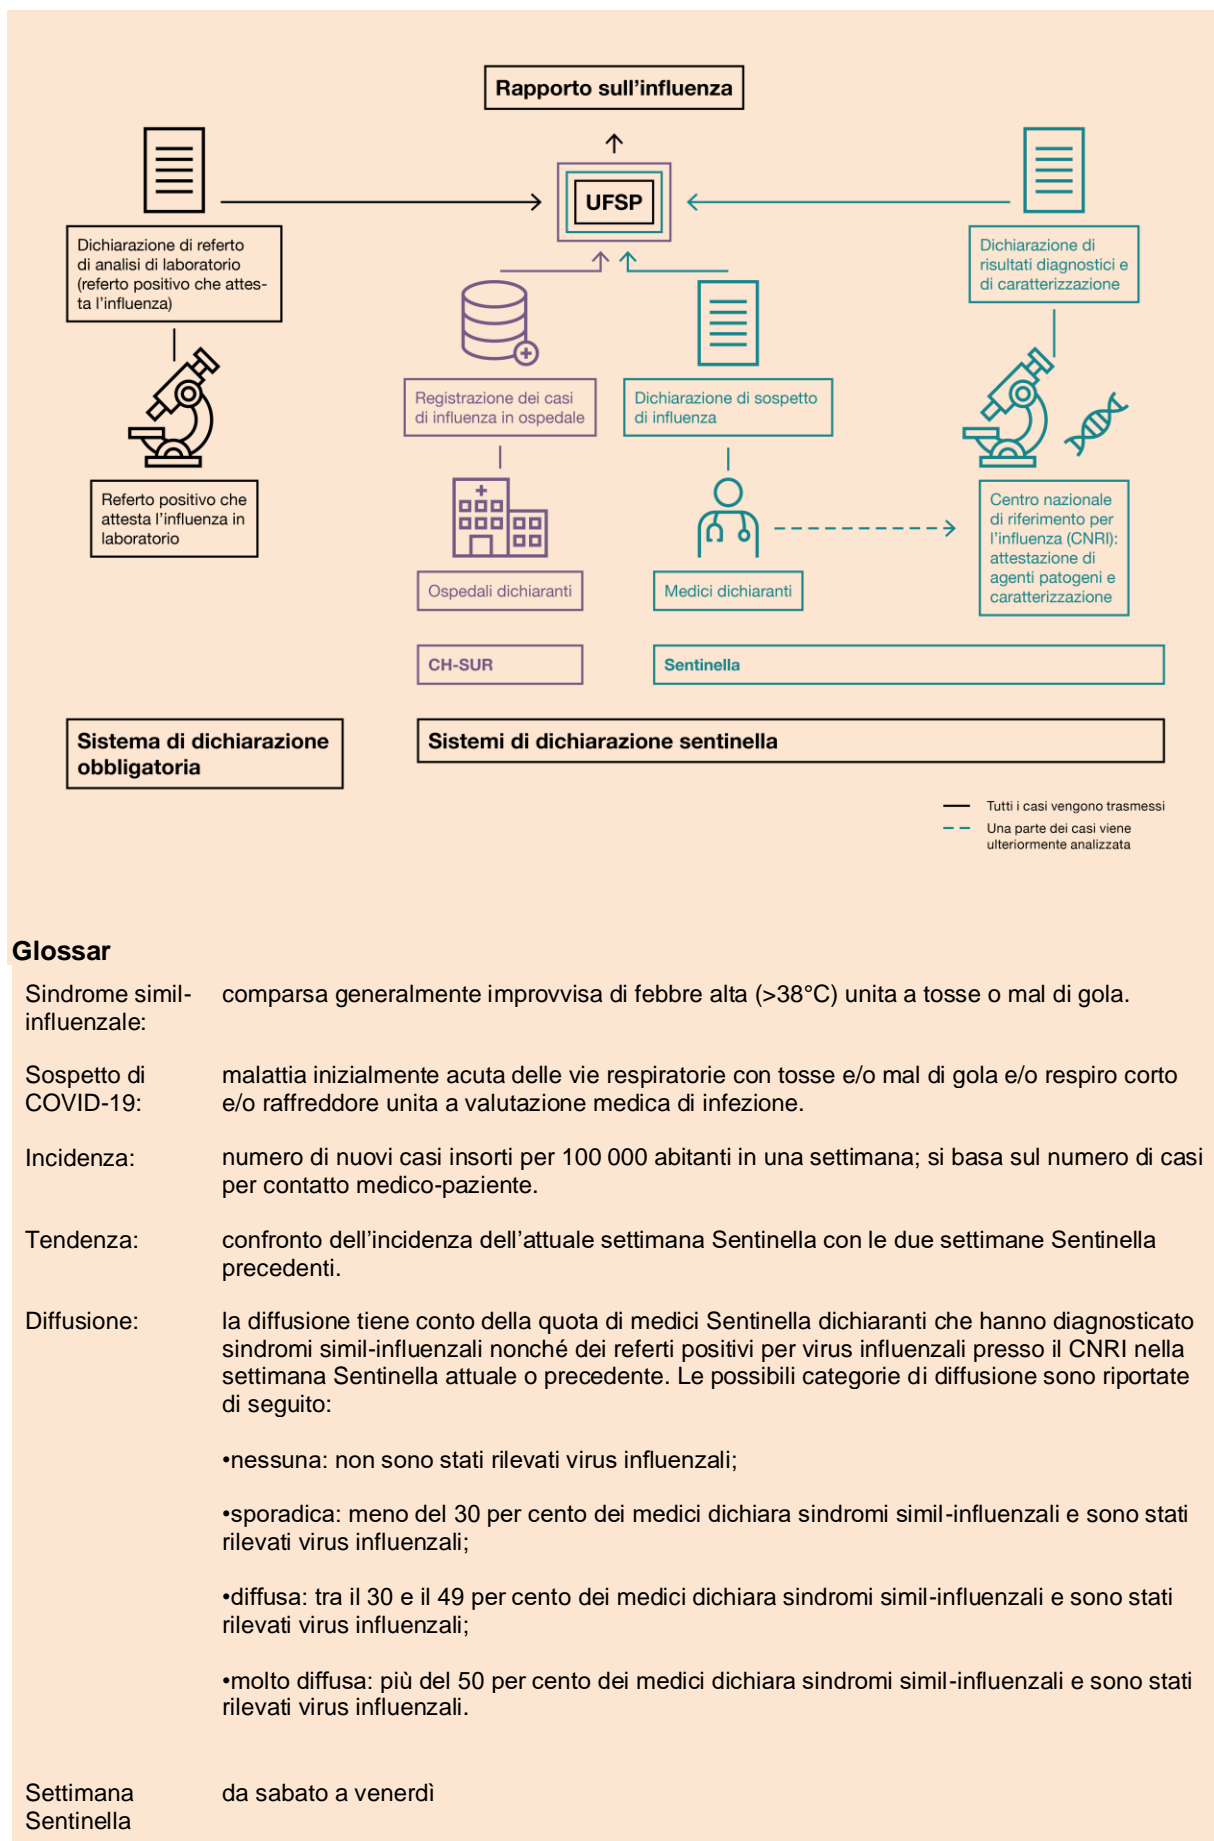 Rapporto sull'influenza
UFSP
Dichiarazione di referto
di analisi di laboratorio
(referto positivo che attes-
ta l'influenza)
Dichiarazione di
risultati diagnostici e
di caratterizzazione
Registrazione dei casi
di influenza in ospedale
Dichiarazione di sospetto
di influenza
Referto positivo che
attesta l'influenza in
laboratorio
Centro nazionale
di riferimento per
l'influenza (CNRI):
attestazione di
agenti patogeni e
caratterizzazione
Ospedali dichiaranti
Medici dichiaranti
CH-SUR
Sentinella
Sistema di dichiarazione
obbligatoria
Sistemi di dichiarazione sentinella
Tutti i casi vengono trasmessi
Una parte dei casi viene
ulteriormente analizzata
Glossar
Sindrome simil-
influenzale:
comparsa generalmente improvvisa di febbre alta (>38°C) unita a tosse o mal di gola.
Sospetto di
COVID-19:
malattia inizialmente acuta delle vie respiratorie con tosse e/o mal di gola e/o respiro corto
e/o raffreddore unita a valutazione medica di infezione.
Incidenza:
numero di nuovi casi insorti per 100 000 abitanti in una settimana; si basa sul numero di casi
per contatto medico-paziente.
Tendenza:
confronto dell'incidenza dell'attuale settimana Sentinella con le due settimane Sentinella
precedenti.
Diffusione:
la diffusione tiene conto della quota di medici Sentinella dichiaranti che hanno diagnosticato
sindromi simil-influenzali nonché dei referti positivi per virus influenzali presso il CNRI nella
settimana Sentinella attuale o precedente. Le possibili categorie di diffusione sono riportate
di seguito:
•nessuna: non sono stati rilevati virus influenzali;
•sporadica: meno del 30 per cento dei medici dichiara sindromi simil-influenzali e sono stati
rilevati virus influenzali;
•diffusa: tra il 30 e il 49 per cento dei medici dichiara sindromi simil-influenzali e sono stati
rilevati virus influenzali;
•molto diffusa: più del 50 per cento dei medici dichiara sindromi simil-influenzali e sono stati
rilevati virus influenzali.
Settimana
Sentinella
da sabato a venerdì